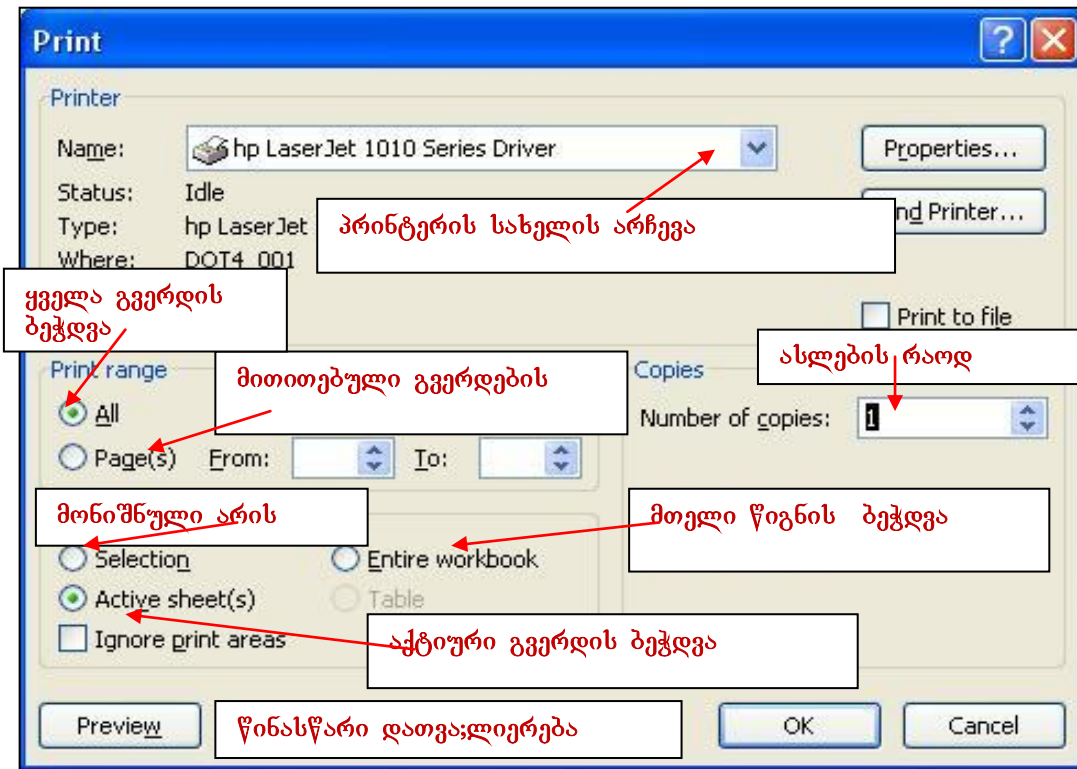 Print
Printer
Name:
hp LaserJet 1010 Series Driver
Properties...
Status:
Idle
Type:
hp LaserJet
პრინტერის სახელის არჩევა
nd Printer...
Where:
DOT4_001
ყველა გვერდის
ბეჭდვა
Print to file
ასლების რაოდ
Print range
მითითებული გვერდების
Copies
All
Number of copies:
1
Page(s)
From:
To:
მონიშნული არის
მთელი წიგნის ბეჭდვა
Selection
Entire workbook
Active sheet(s)
Table
Ignore print areas
აქტიური გვერდის ბეჭდვა
Preview
წინასწარი დათვა;ლიერება
OK
Cancel